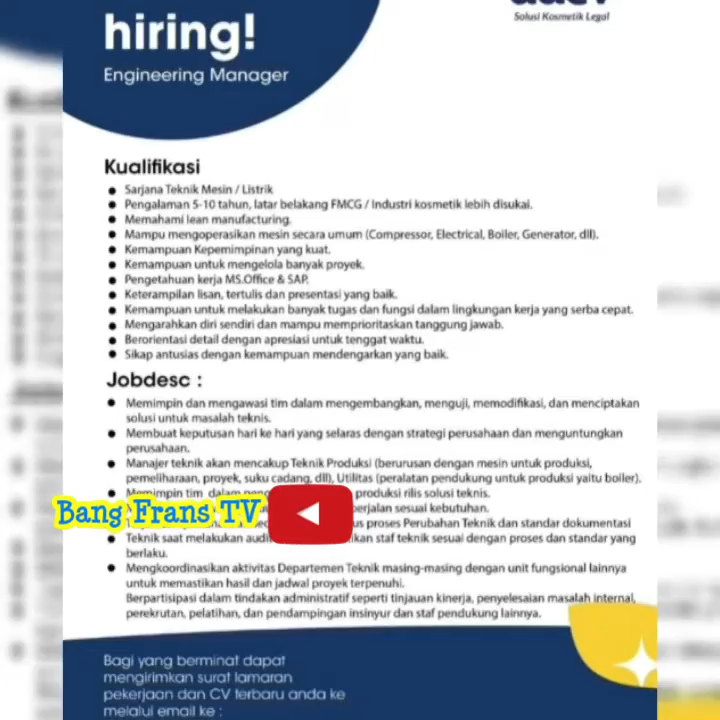 hiring!
Solusi Kosmetik Legal
Engineering Manager
Kualifikasi
Sarjana Teknik Mesin / Listrik
Pengalaman 5-10 tahun, latar belakang FMCG / Industri kosmetik lebih disukai.
Memahami lean manufacturing.
Mampu mengoperasikan mesin secara umum (Compressor, Electrical, Boiler, Generator, dll).
Kemampuan Kepemimpinan yang kuat.
Kemampuan untuk mengelola banyak proyek.
Pengetahuan kerja MS.Office & SAP.
Keterampilan lisan, tertulis dan presentasi yang baik.
Kemampuan untuk melakukan banyak tugas dan fungsi dalam lingkungan kerja yang serba cepat.
Mengarahkan diri sendiri dan mampu memprioritaskan tanggung jawab.
Berorientasi detail dengan apresiasi untuk tenggat waktu.
Sikap antusias dengan kemampuan mendengarkan yang baik.
Jobdesc :
Memimpin dan mengawasi tim dalam mengembangkan, menguji, memodifikasi, dan menciptakan
solusi untuk masalah teknis.
Membuat keputusan hari ke hari yang selaras dengan strategi perusahaan dan menguntungkan
perusahaan.
Manajer teknik akan mencakup Teknik Produksi (berurusan dengan mesin untuk produksi,
pemeliharaan, proyek, suku cadang, dll), Utilitas (peralatan pendukung untuk produksi yaitu boiler).
Memimpin tim dalam produksi rilis solusi teknis.
Bang Frans TV
berjalan sesuai kebutuhan.
proses Perubahan Teknik dan standar dokumentasi
Teknik saat melakukan staf teknik sesuai dengan proses dan standar yang
berlaku.
Mengkoordinasikan aktivitas Departemen Teknik masing-masing dengan unit fungsional lainnya
untuk memastikan hasil dan jadwal proyek terpenuhi.
Berpartisipasi dalam tindakan administratif seperti tinjauan kinerja, penyelesaian masalah internal,
perekrutan, pelatihan, dan pendampingan insinyur dan staf pendukung lainnya.
Bagi yang berminat dapat
mengirimkan surat lamaran
pekerjaan dan CV terbaru anda ke
melalui email ke :